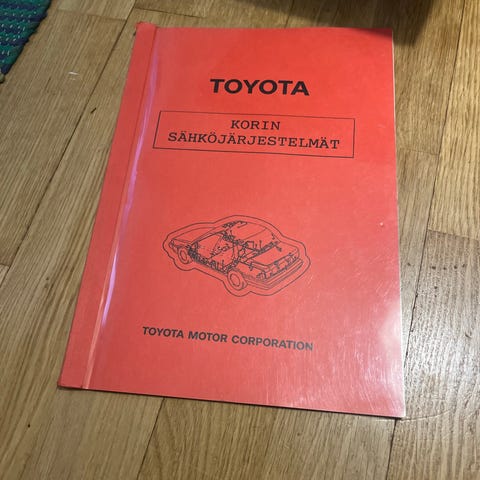 TOYOTA
KORIN
SÄHKÖJÄRJESTELMÄT
TOYOTA MOTOR CORPORATION